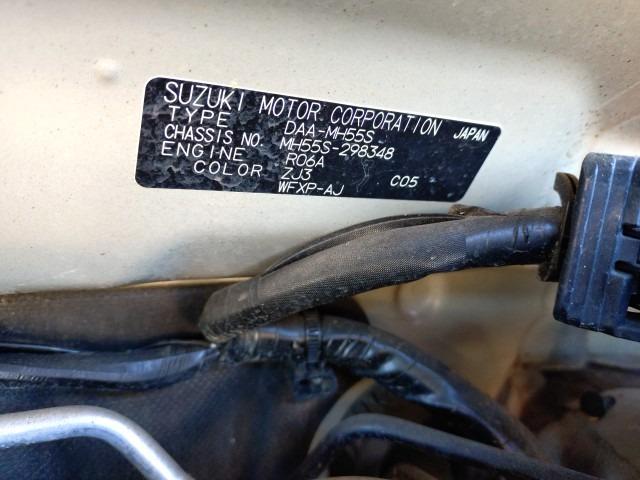 SUZUKI MOTOR CORPORATION JAPAN
TYPE DAA-MH55S
CHASSIS NO. MH55S-298348
ENGINE R06A
COLOR ZJ3 C05
WFXP-AJ